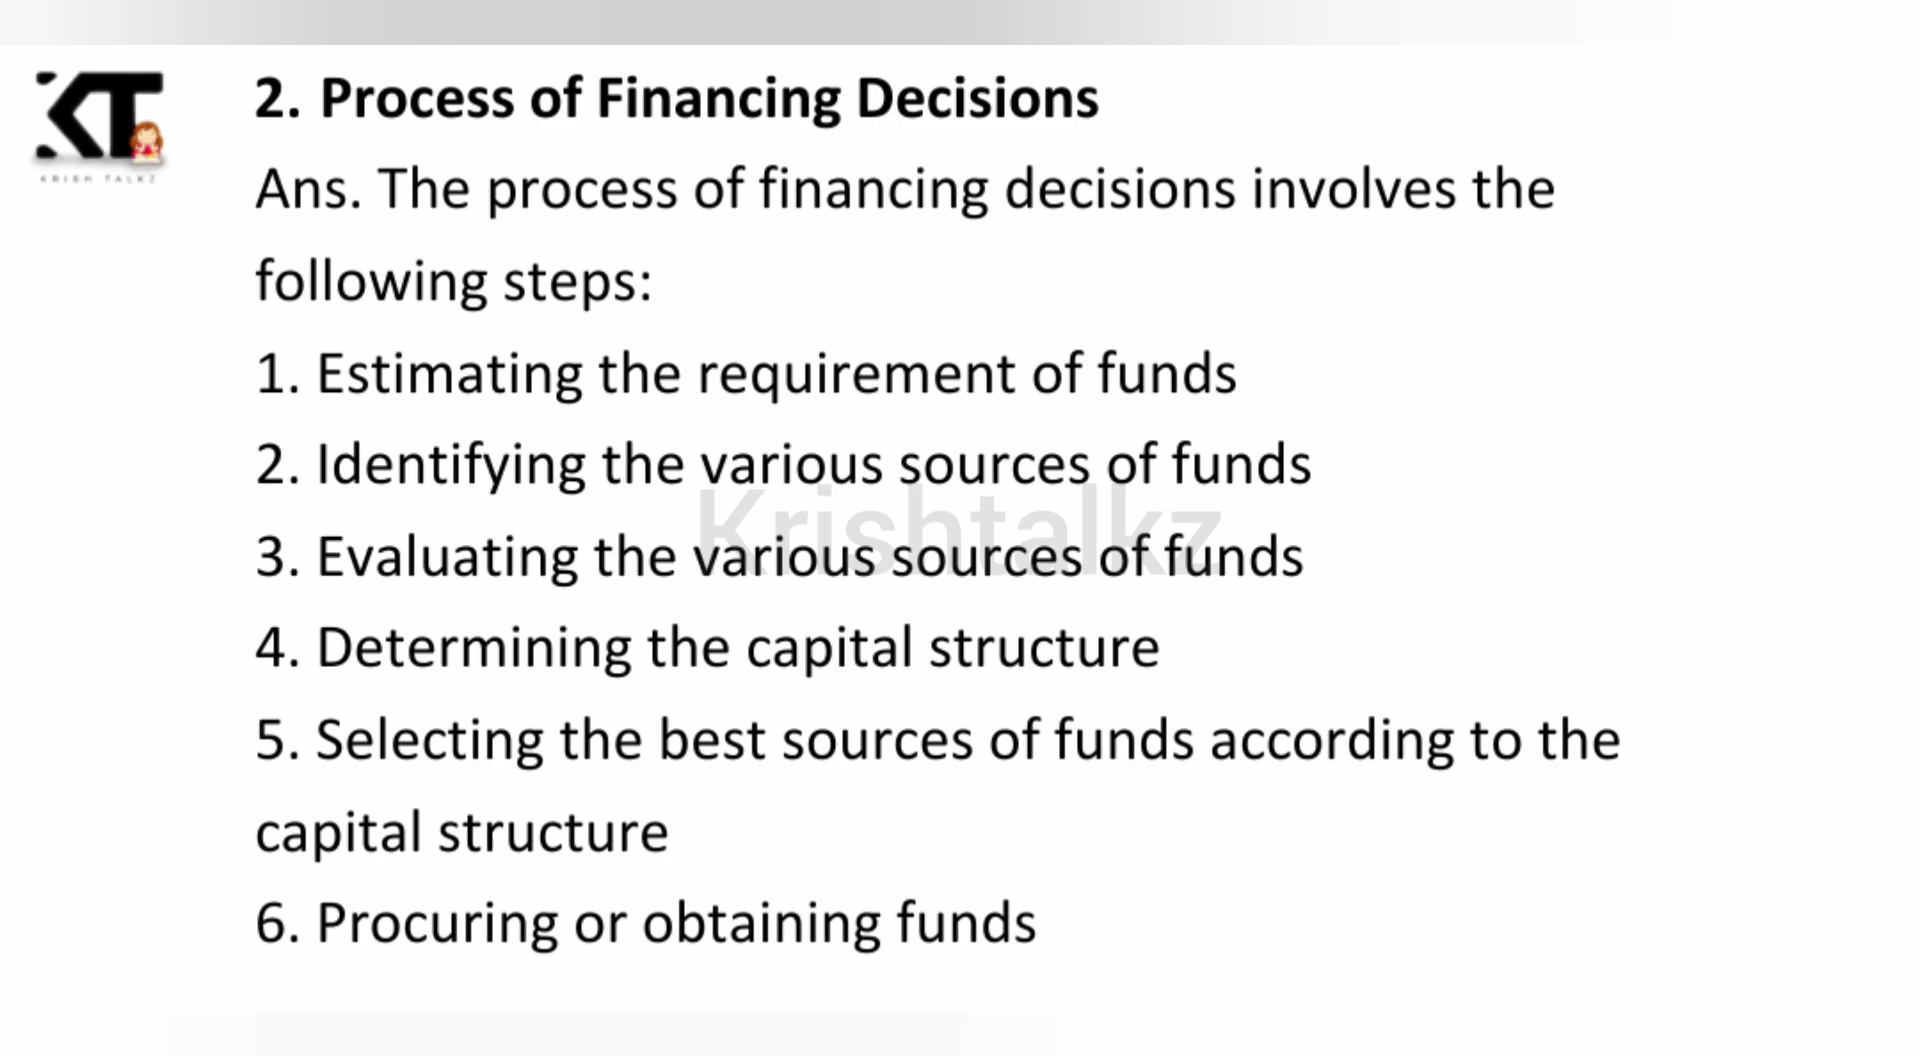 KT
KRISH TALKZ
2. Process of Financing Decisions
Ans. The process of financing decisions involves the
following steps:
1. Estimating the requirement of funds
2. Identifying the various sources of funds
Krishtalkz
3. Evaluating the various sources of funds
4. Determining the capital structure
5. Selecting the best sources of funds according to the
capital structure
6. Procuring or obtaining funds